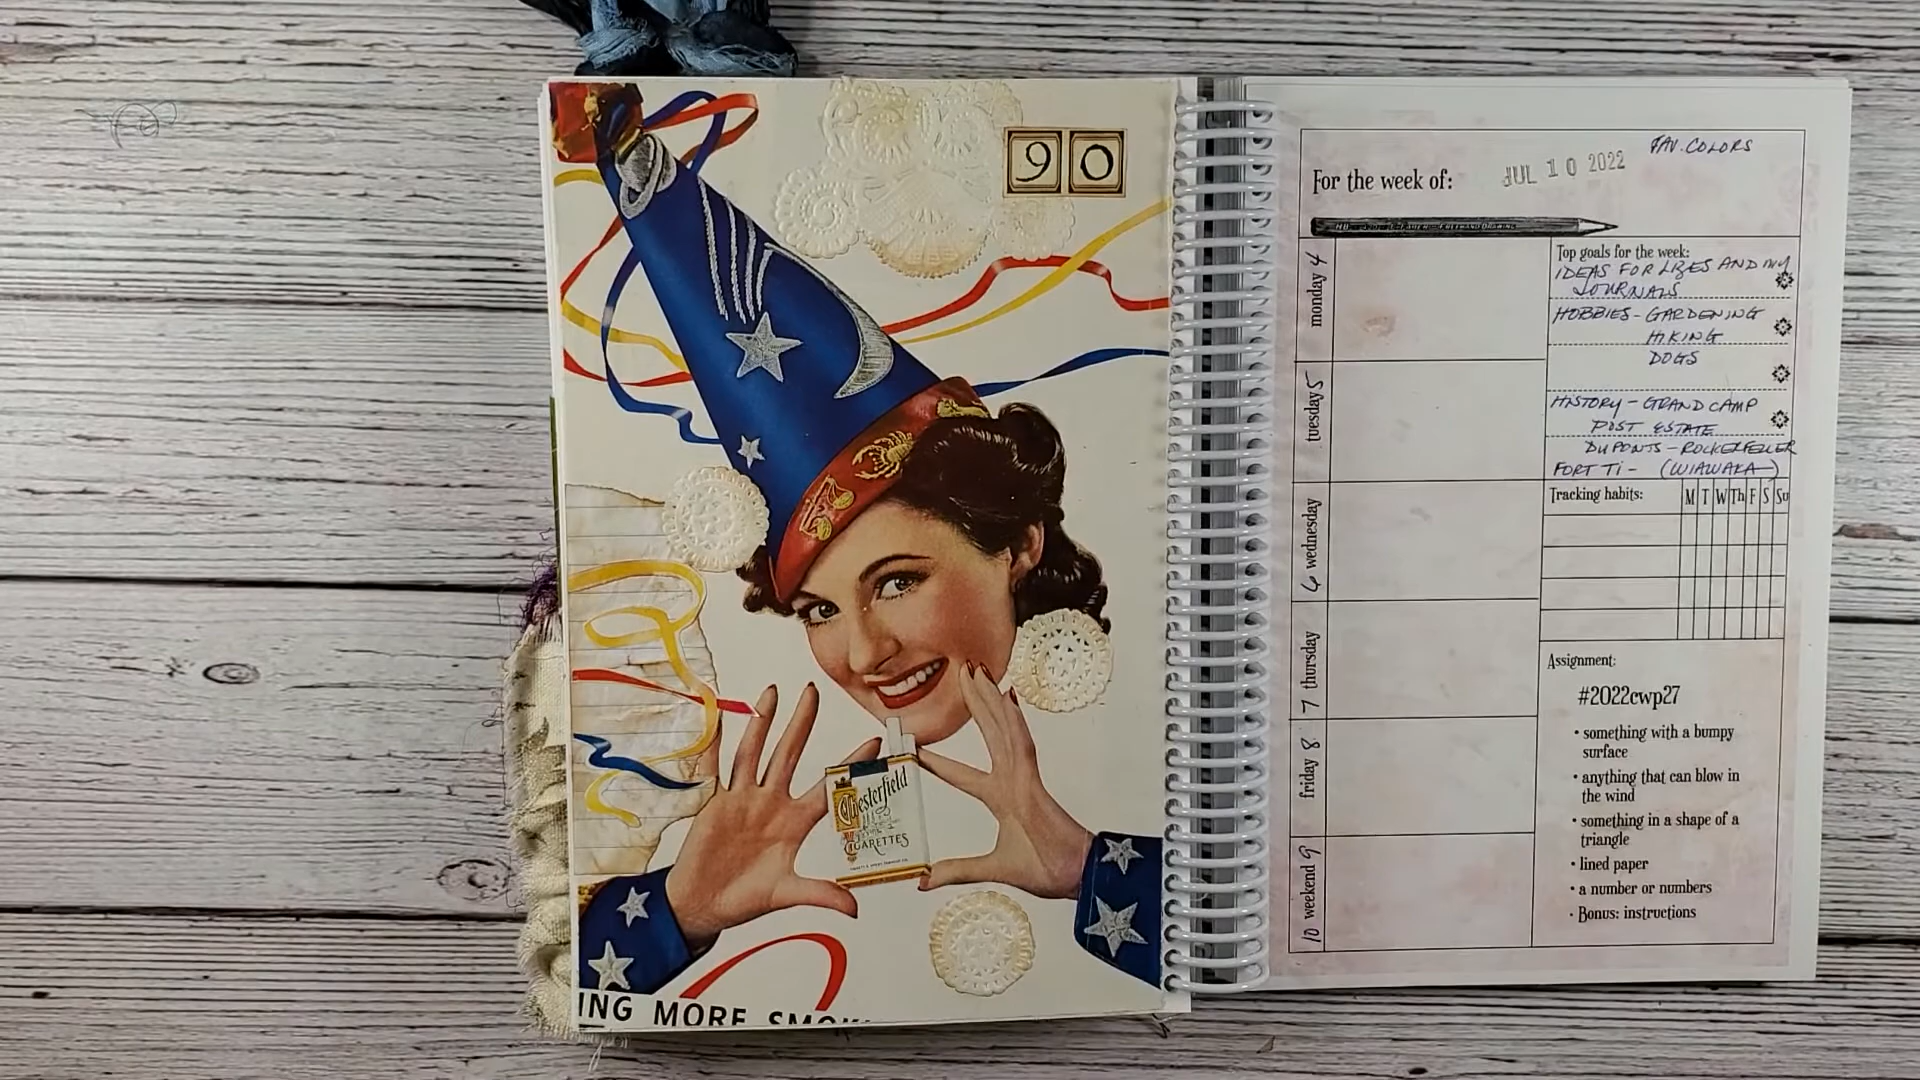 90
Chesterfield
CIGARETTES
ING MORE SMOK
FAV. COLORS
For the week of: JUL 10 2022
monday 4
tuesday 5
6 wednesday
7 thursday
friday 8
10 weekend 9
Top goals for the week:
IDEAS FOR LIZES AND MY
JOURNALS
HOBBIES - GARDENING
HIKING
DOGS
HISTORY - GRAND CAMP
POST ESTATE
DUPONTS - ROCKERFELLER
FORT TI - (WIAWAKA)
Tracking habits: M T W Th F S Su
Assignment:
#2022cwp27
• something with a bumpy
surface
• anything that can blow in
the wind
• something in a shape of a
triangle
• lined paper
• a number or numbers
• Bonus: instructions